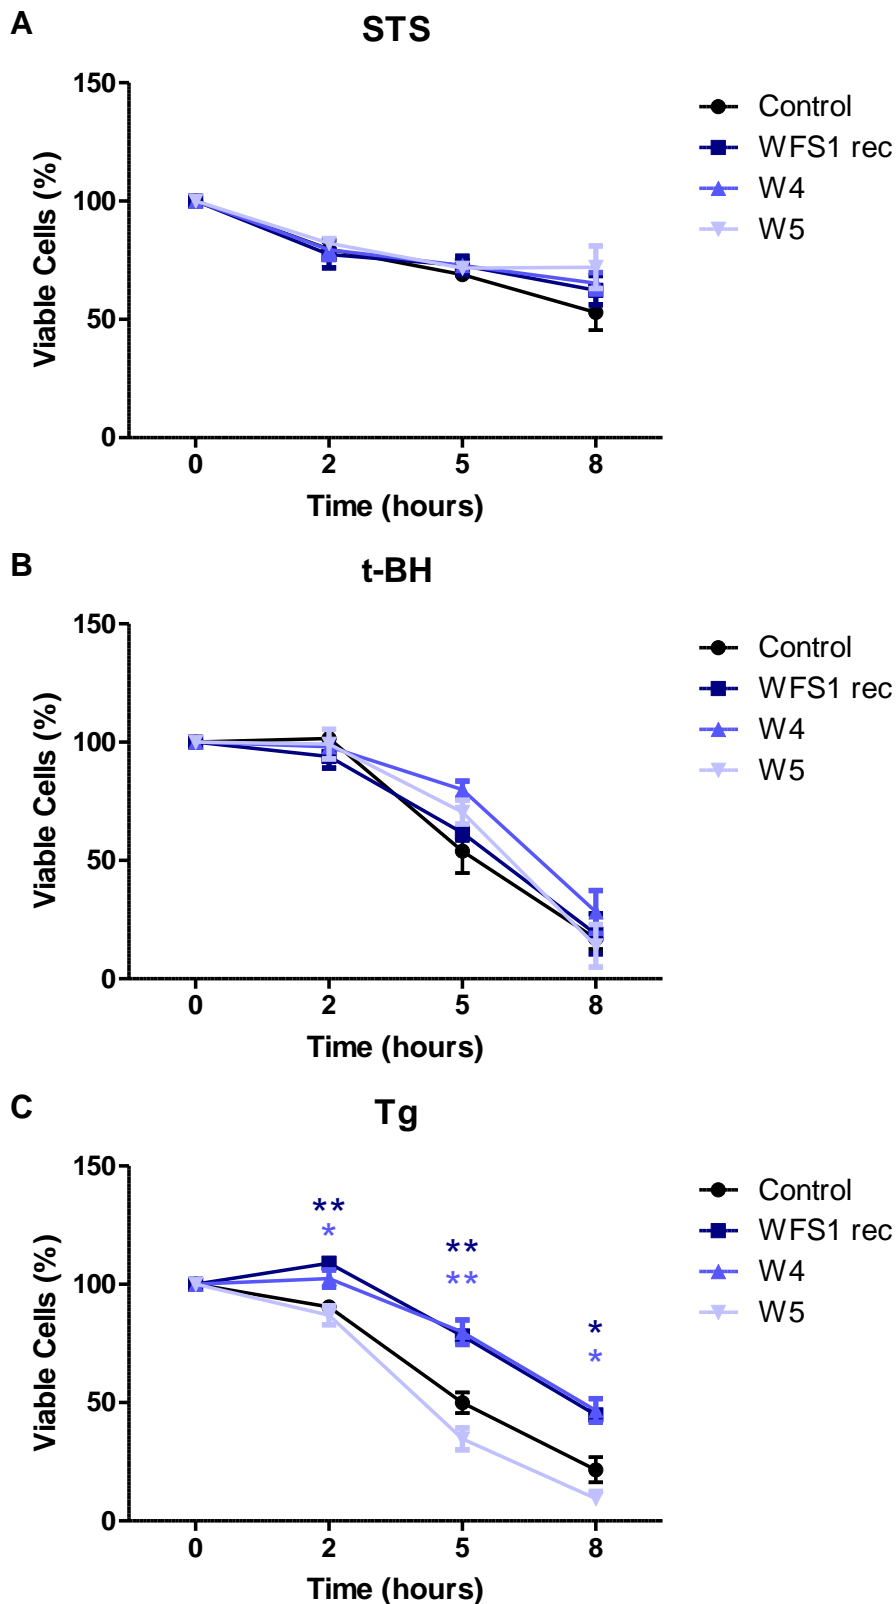 A
STS
150
100
50
0
Viable Cells (%)
0 2 5 8
Time (hours)
Control
WFS1 rec
W4
W5
B
t-BH
150
100
50
0
Viable Cells (%)
0 2 5 8
Time (hours)
Control
WFS1 rec
W4
W5
C
Tg
150
100
50
0
Viable Cells (%)
**
*
**
**
*
*
0 2 5 8
Time (hours)
Control
WFS1 rec
W4
W5